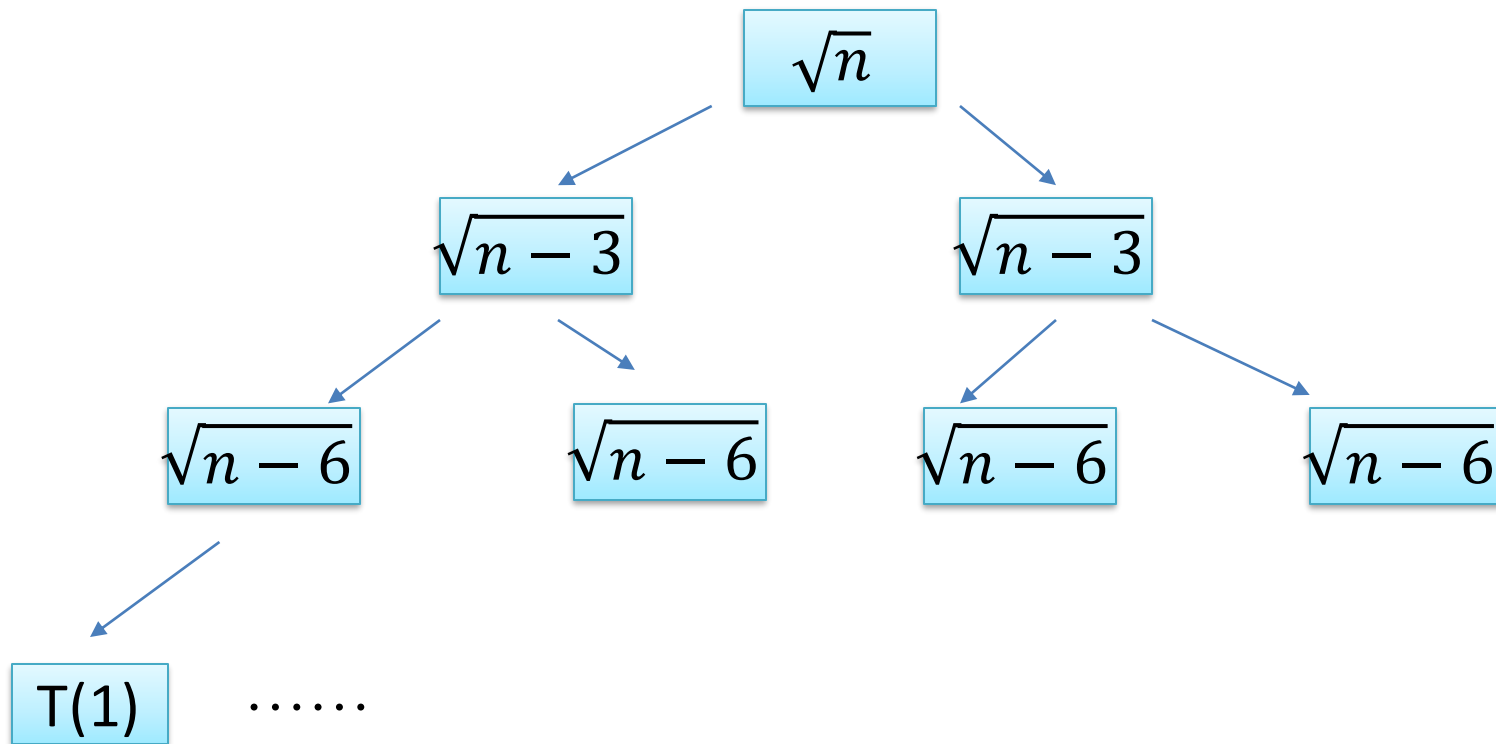 √n
√n − 3 √n − 3
√n − 6 √n − 6 √n − 6 √n − 6
T(1) ······